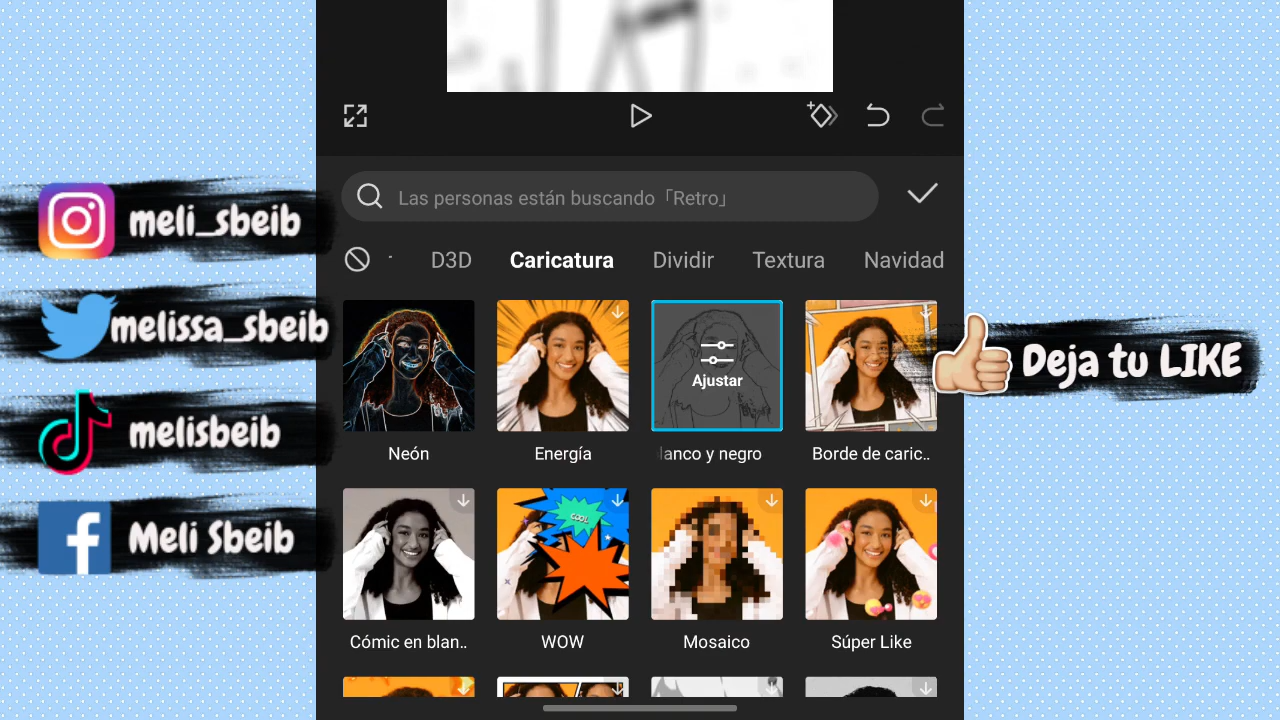 Las personas están buscando「Retro」
D3D Caricatura Dividir Textura Navidad
Ajustar
Neón Energía lanco y negro Borde de caric..
COOL
Cómic en blan.. WOW Mosaico Súper Like
meli_sbeib
melissa_sbeib
melisbeib
Meli Sbeib
Deja tu LIKE